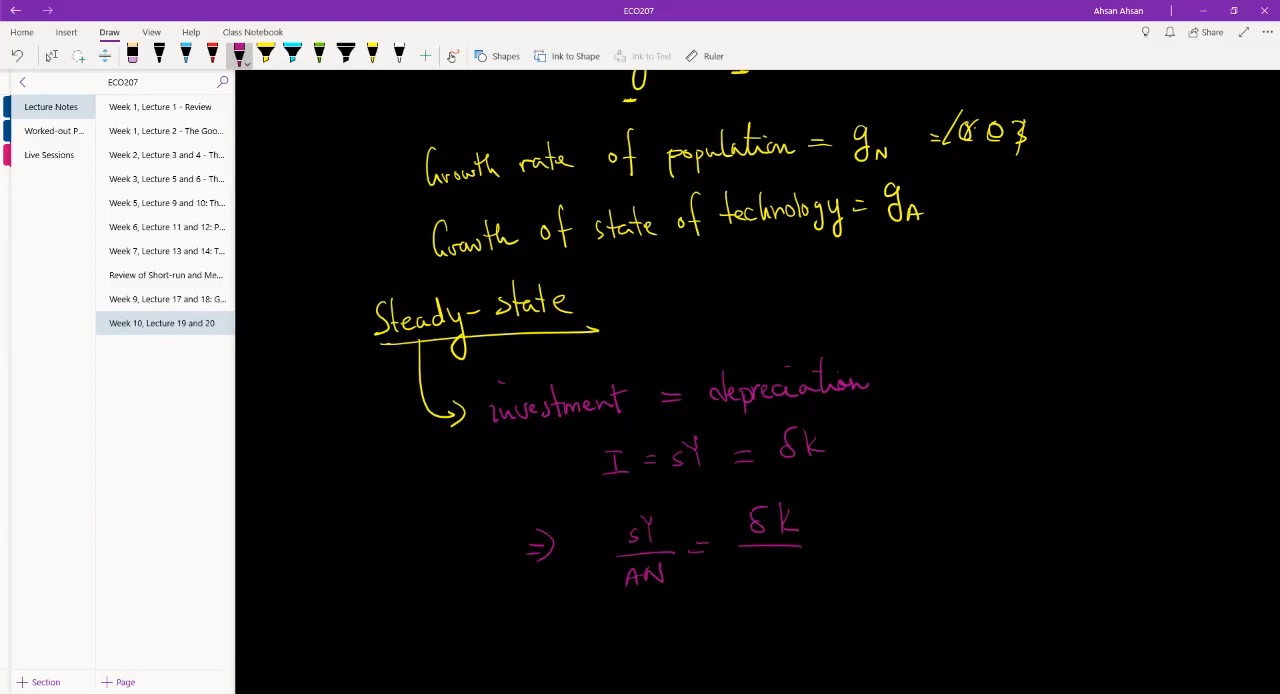 ECO207
Ahsan Ahsan
Home Insert Draw View Help Class Notebook
Share
Shapes Ink to Shape Ink to Text Ruler
ECO207
Lecture Notes
Worked-out P...
Live Sessions
Week 1, Lecture 1 - Review
Week 1, Lecture 2 - The Goo...
Week 2, Lecture 3 and 4 - Th...
Week 3, Lecture 5 and 6 - Th...
Week 5, Lecture 9 and 10: Th...
Week 6, Lecture 11 and 12: P...
Week 7, Lecture 13 and 14: T...
Review of Short-run and Me...
Week 9, Lecture 17 and 18: G...
Week 10, Lecture 19 and 20
Growth rate of population = g_N
Growth of state of technology = g_A
Steady-state
investment = depreciation
I = sY = δK
⇒ sY = δK
AN
+ Section
+ Page